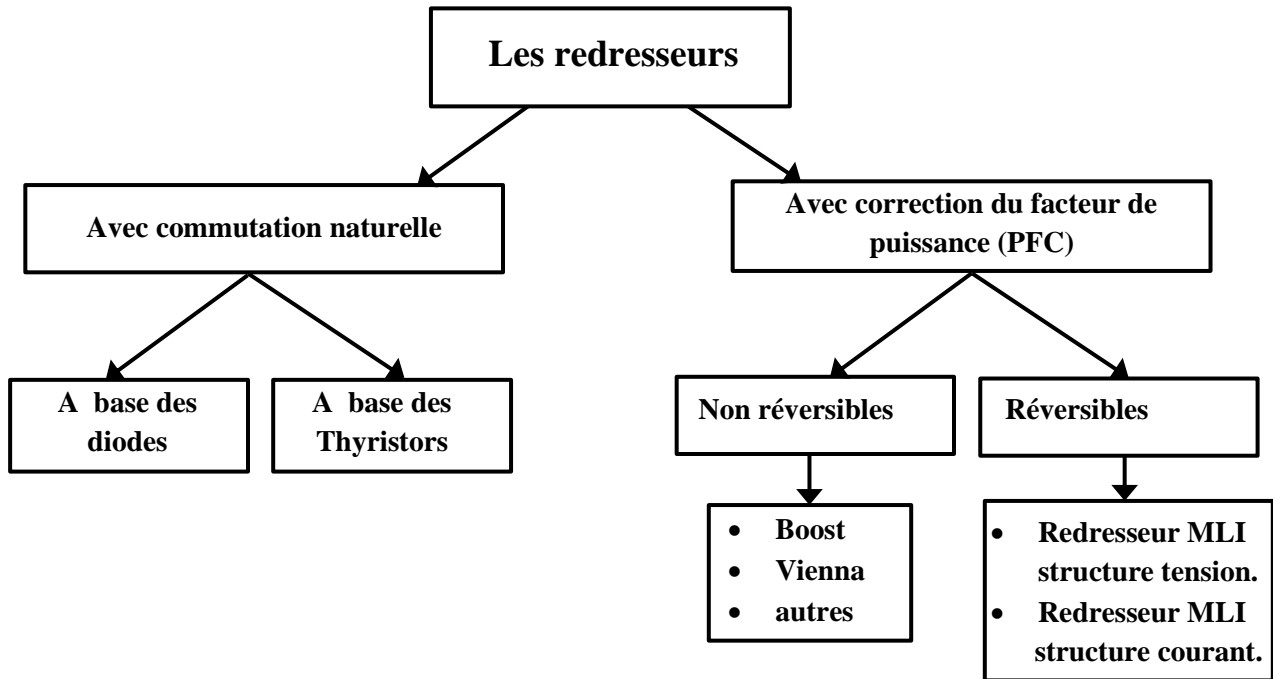 Les redresseurs
Avec commutation naturelle
Avec correction du facteur de
puissance (PFC)
A base des
diodes
A base des
Thyristors
Non réversibles
Réversibles
• Boost
• Vienna
• autres
• Redresseur MLI
structure tension.
• Redresseur MLI
structure courant.